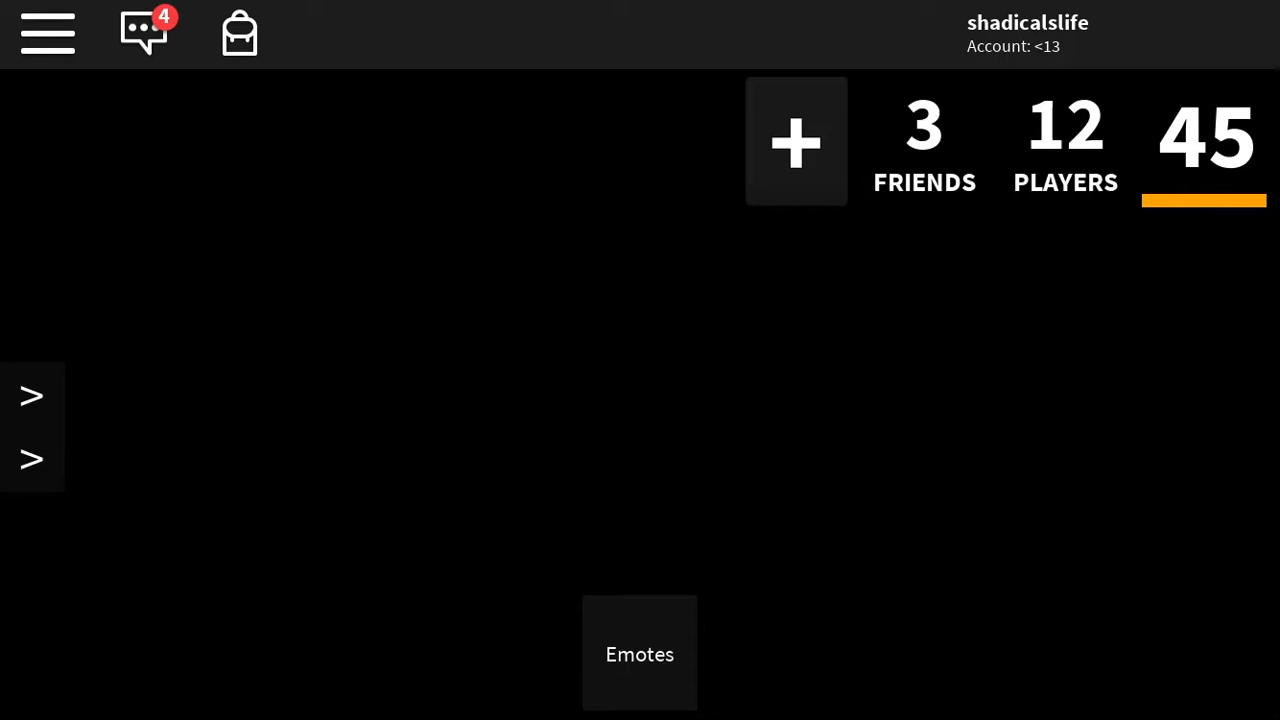 4
shadicalslife
Account: <13
+
3
FRIENDS
12
PLAYERS
45
>
>
Emotes